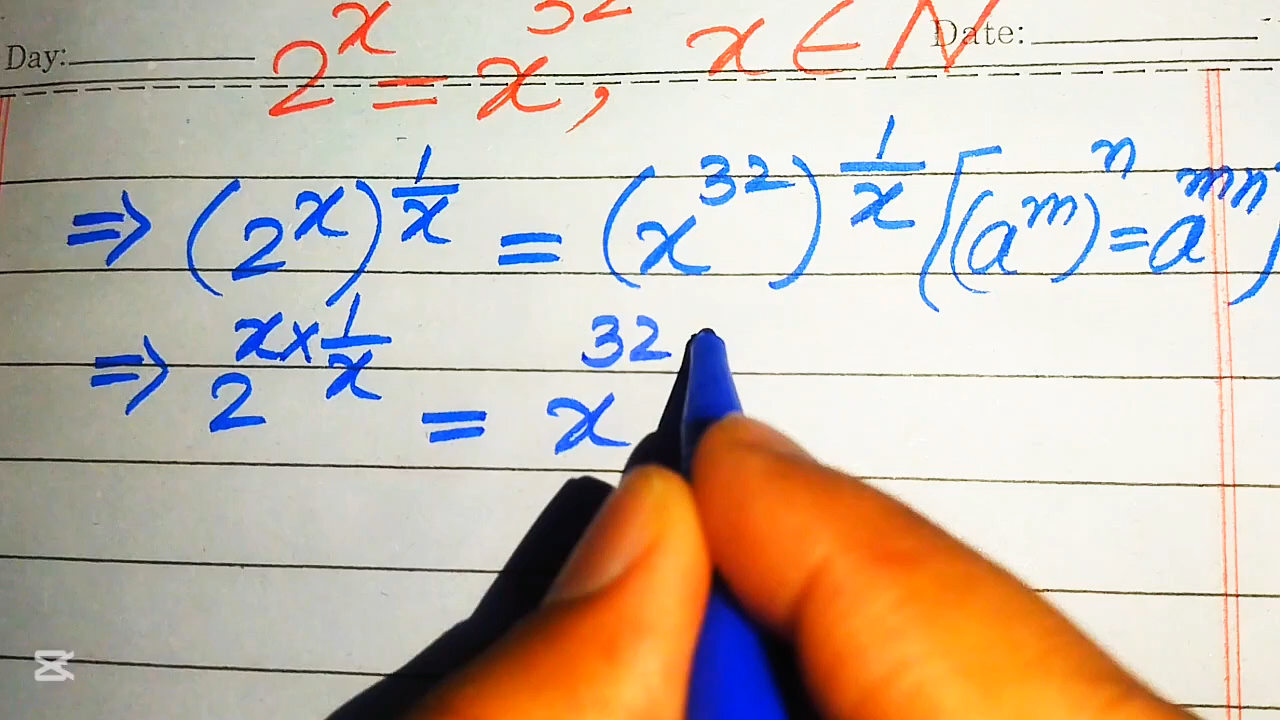 Day: Date:
2^x = x^32, x ∈ N
⇒ (2^x)^(1/x) = (x^32)^(1/x) [(a^m)^n = a^mn]
⇒ 2^(x×1/x) = x^32